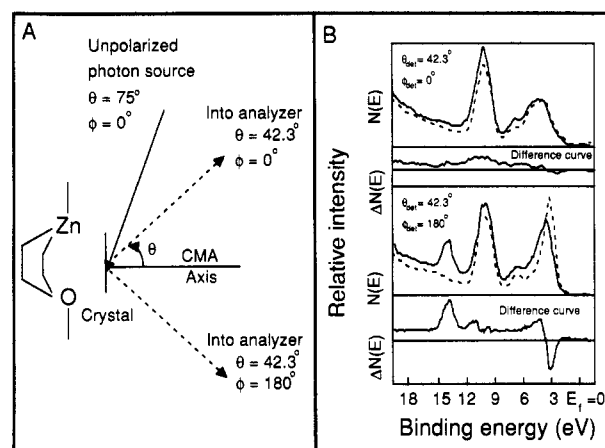 A
Unpolarized
photon source
θ = 75°
ϕ = 0°
Into analyzer
θ = 42.3°
ϕ = 0°
Zn
O
Crystal
θ
CMA
Axis
Into analyzer
θ = 42.3°
ϕ = 180°
B
Relative intensity
N(E)
θdet = 42.3°
ϕdet = 0°
ΔN(E)
Difference curve
N(E)
θdet = 42.3°
ϕdet = 180°
ΔN(E)
Difference curve
18 15 12 9 6 3 Ef = 0
Binding energy (eV)